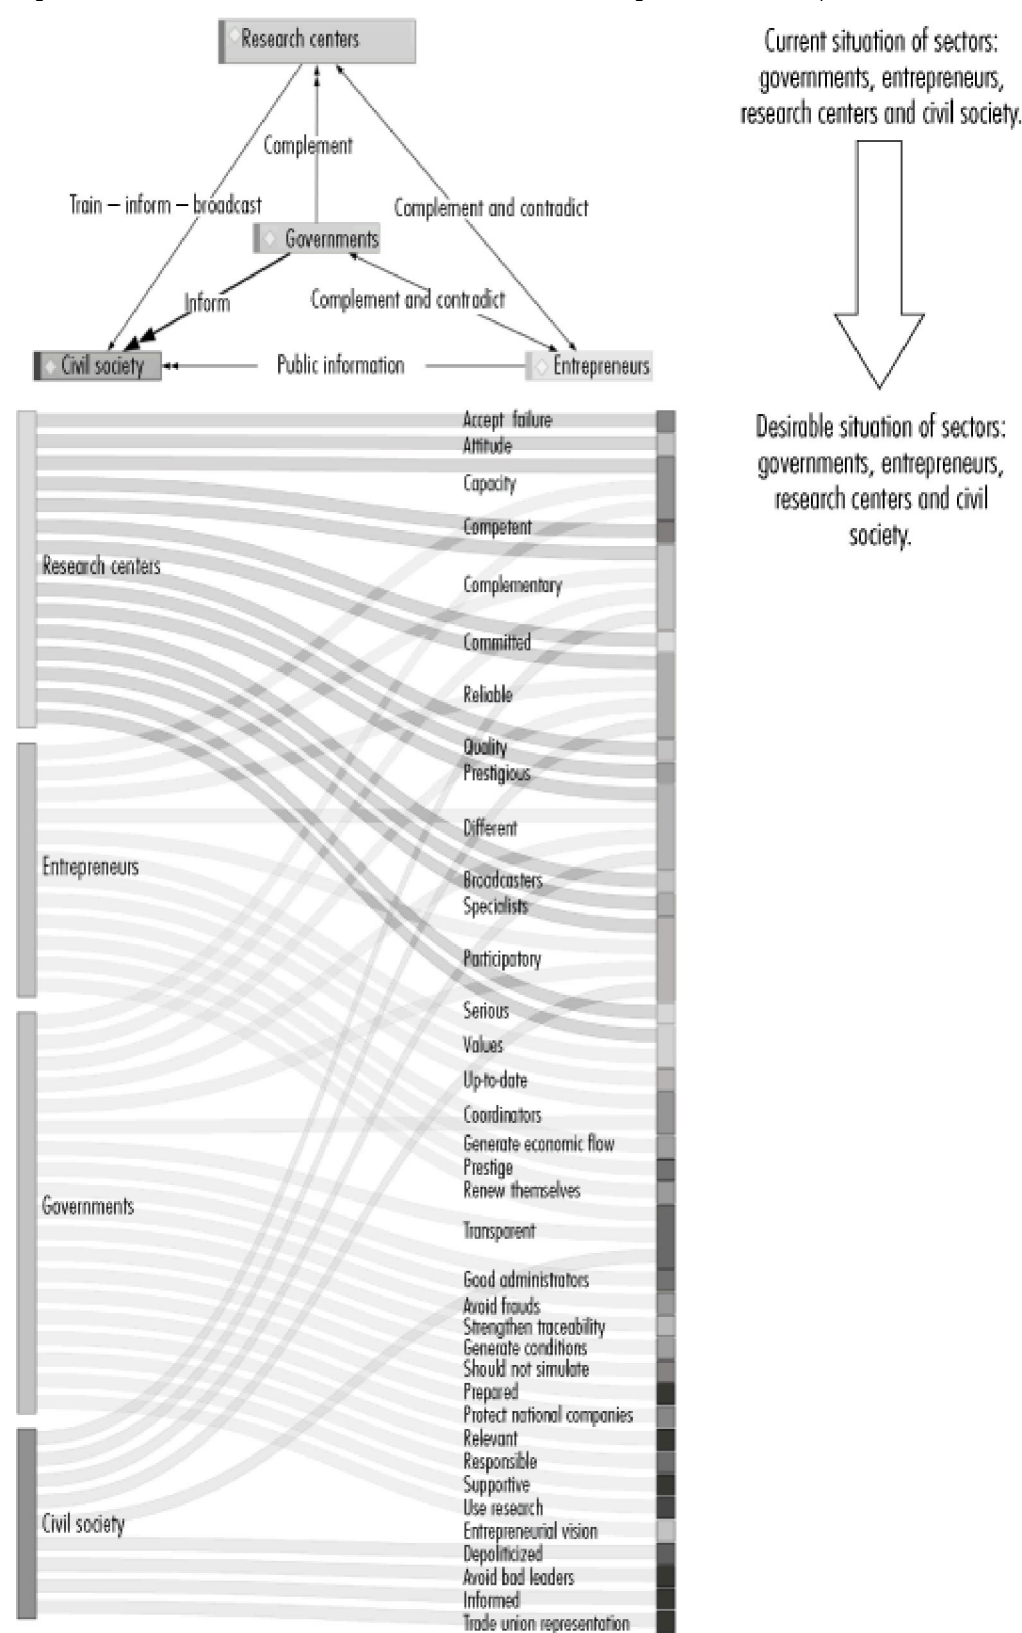 Research centers
Complement
Train – inform – broadcast
Complement and contradict
Governments
Inform
Complement and contradict
Civil society
Public information
Entrepreneurs
Current situation of sectors:
governments, entrepreneurs,
research centers and civil society.
Desirable situation of sectors:
governments, entrepreneurs,
research centers and civil
society.
Research centers
Entrepreneurs
Governments
Civil society
Accept failure
Attitude
Capacity
Competent
Complementary
Committed
Reliable
Quality
Prestigious
Different
Broadcasters
Specialists
Participatory
Serious
Values
Up-to-date
Coordinators
Generate economic flow
Prestige
Renew themselves
Transparent
Good administrators
Avoid frauds
Strengthen traceability
Generate conditions
Should not simulate
Prepared
Protect national companies
Relevant
Responsible
Supportive
Use research
Entrepreneurial vision
Depoliticized
Avoid bad leaders
Informed
Trade union representation